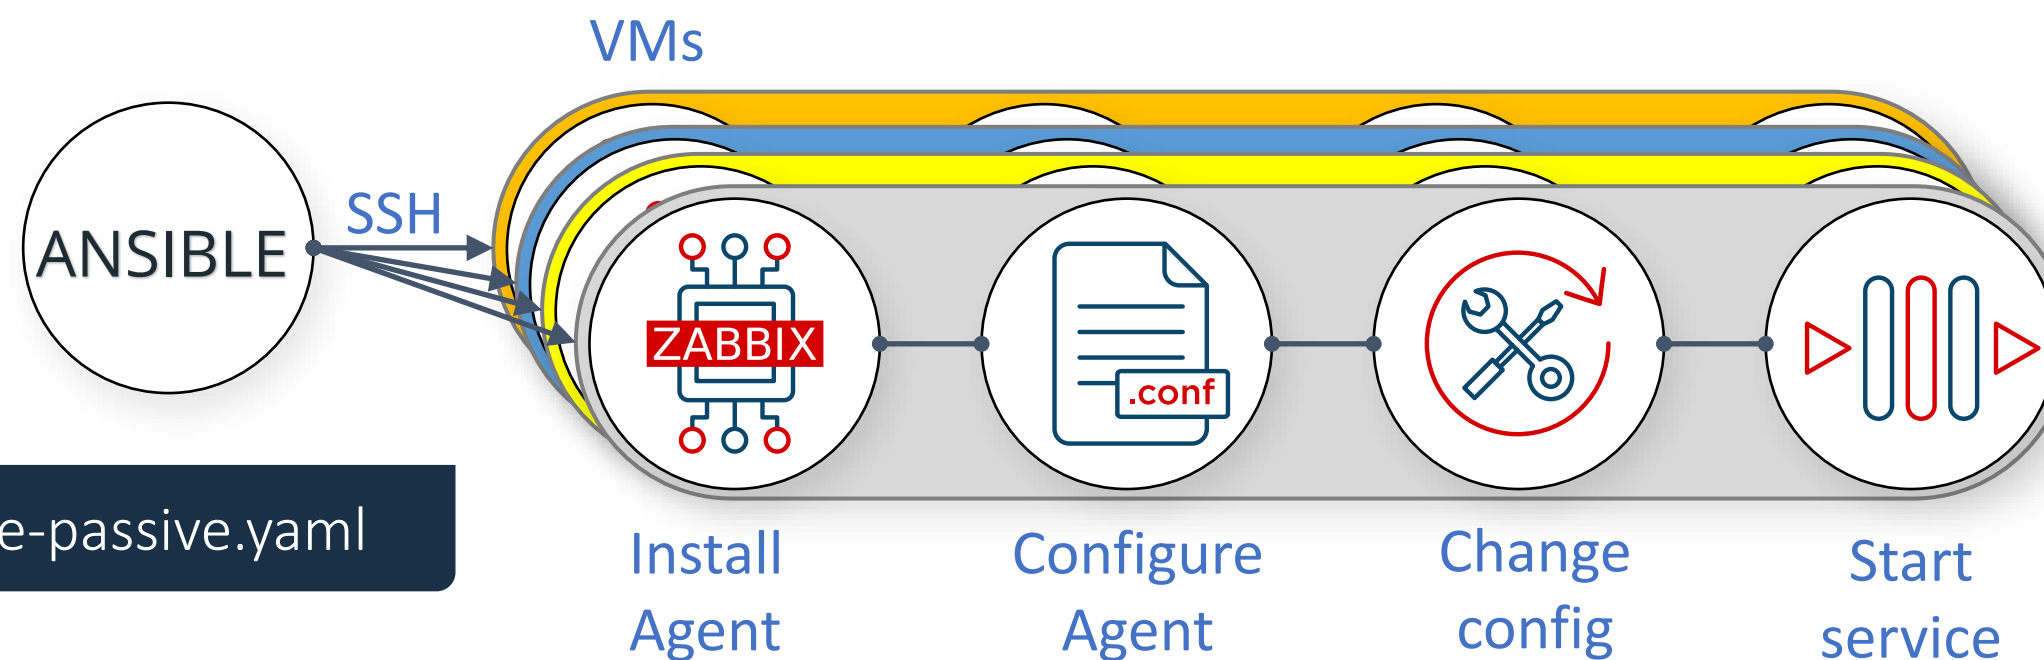 VMs
SSH
ANSIBLE
ZABBIX
.conf
e-passive.yaml
Install
Agent
Configure
Agent
Change
config
Start
service